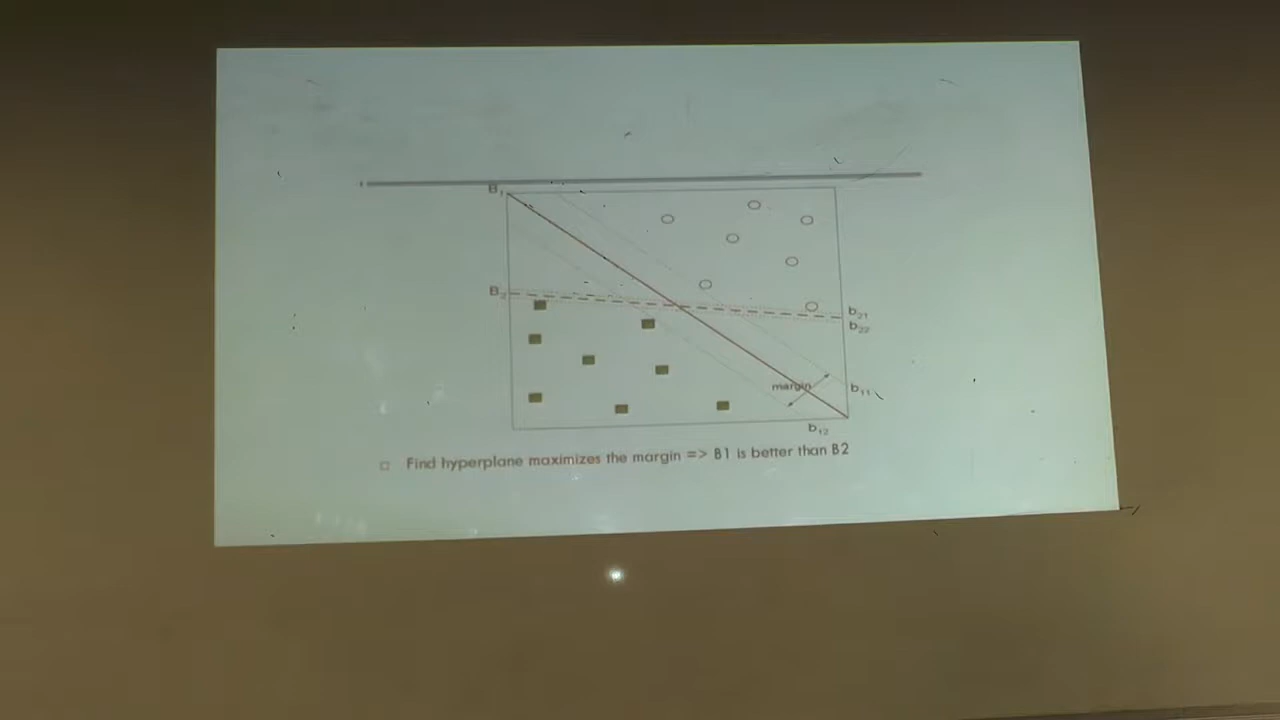 B₁
B₂
b₂₁
b₂₂
margin
b₁₁
b₁₂
Find hyperplane maximizes the margin => B1 is better than B2